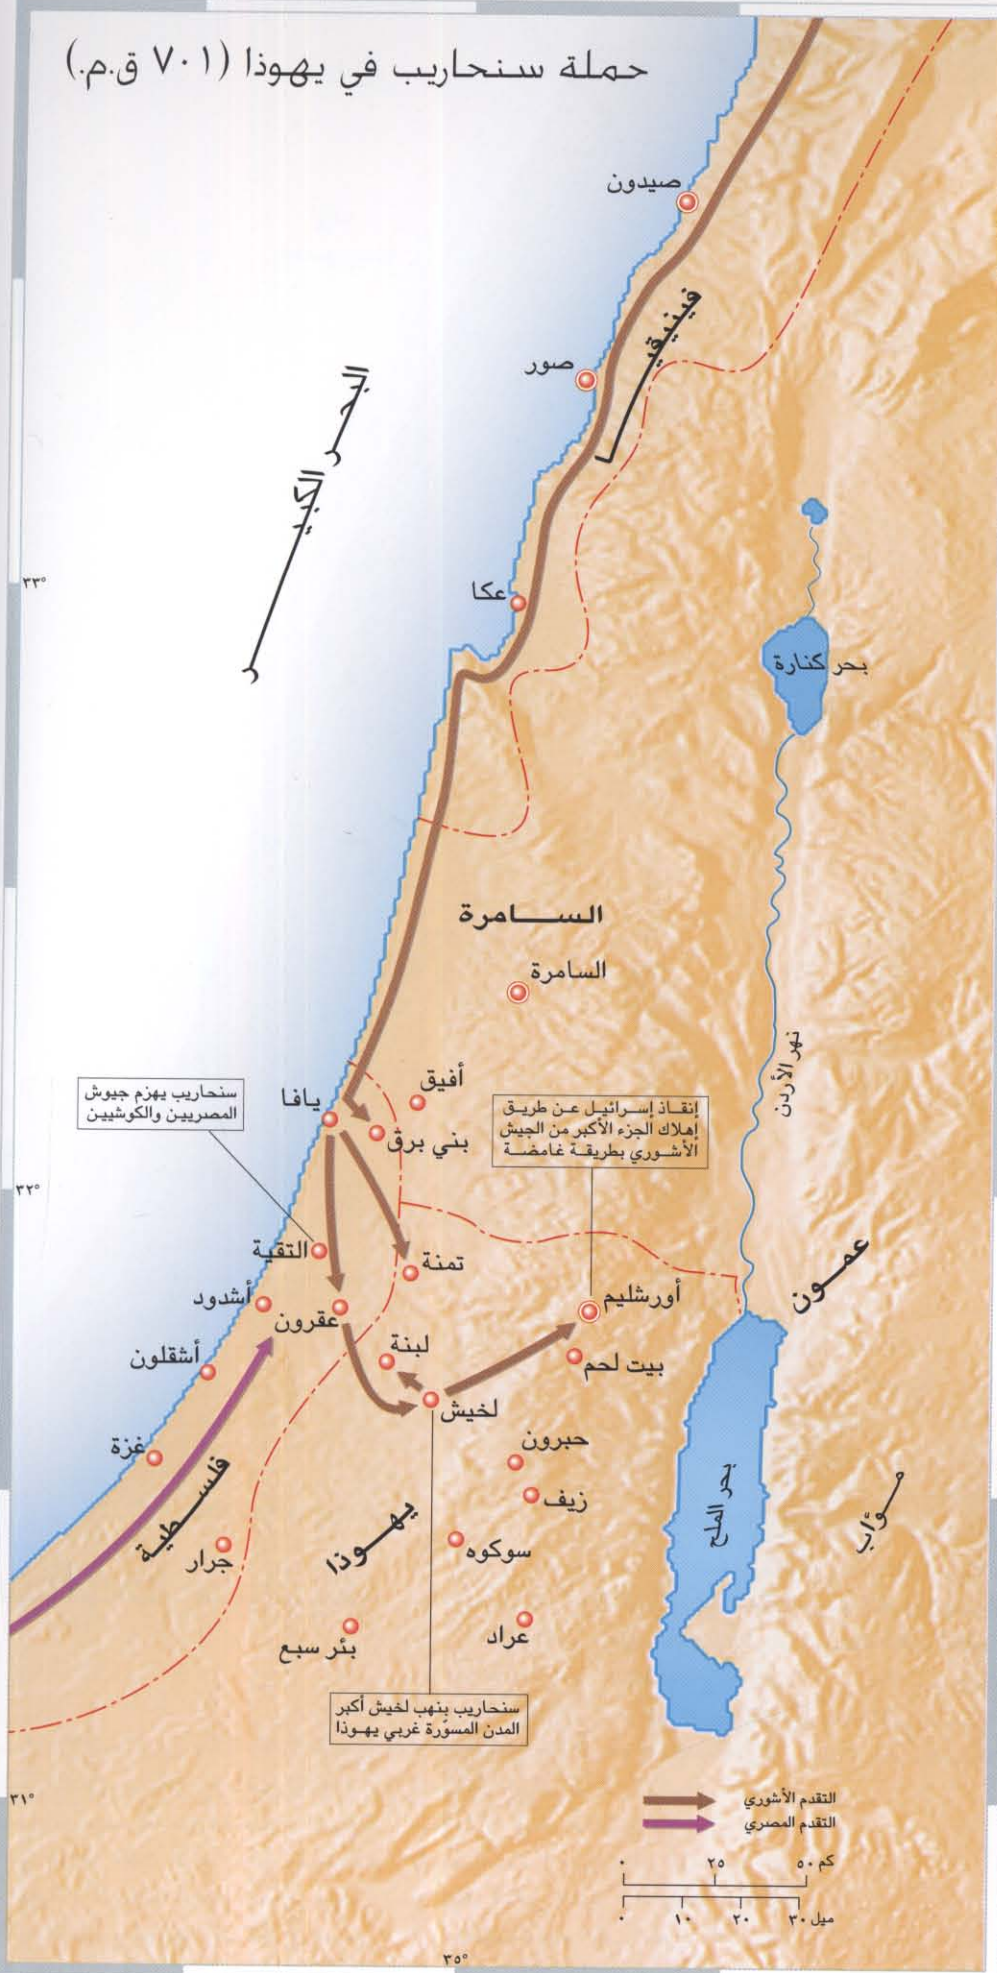 حملة سنحاريب في يهوذا (٧٠١ ق.م.)
صيدون
فينيقيا
صور
البحر الكبير
٣٣°
عكا
بحر كنارة
السامرة
السامرة
نهر الأردن
سنحاريب يهزم جيوش
المصريين والكوشيين
يافا
أفيق
بني برق
إنقاذ إسرائيل عن طريق
إهلاك الجزء الأكبر من الجيش
الأشوري بطريقة غامضة
٣٢°
التقية
تمنة
عمون
أشدود
عقرون
أورشليم
أشقلون
لبنة
بيت لحم
لخيش
غزة
حبرون
زيف
فلسطية
يهوذا
بحر الملح
مؤاب
جرار
سوكوه
بئر سبع
عراد
سنحاريب ينهب لخيش أكبر
المدن المسوّرة غربي يهوذا
٣١°
التقدم الأشوري
التقدم المصري
٠ ٢٥ ٥٠ كم
٠ ١٠ ٢٠ ٣٠ ميل
٣٥°